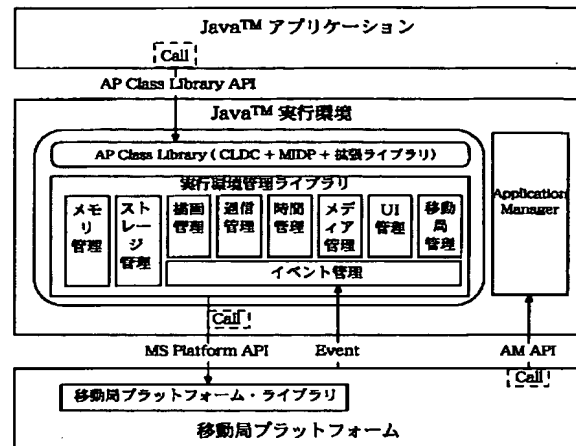 Java™ アプリケーション
Call
AP Class Library API
Java™ 実行環境
AP Class Library ( CLDC + MIDP + 拡張ライブラリ)
実行環境管理ライブラリ
メモリ管理
ストレージ管理
描画管理
通信管理
時間管理
メディア管理
UI管理
移動局管理
イベント管理
Application
Manager
Call
MS Platform API
Event
AM API
Call
移動局プラットフォーム・ライブラリ
移動局プラットフォーム